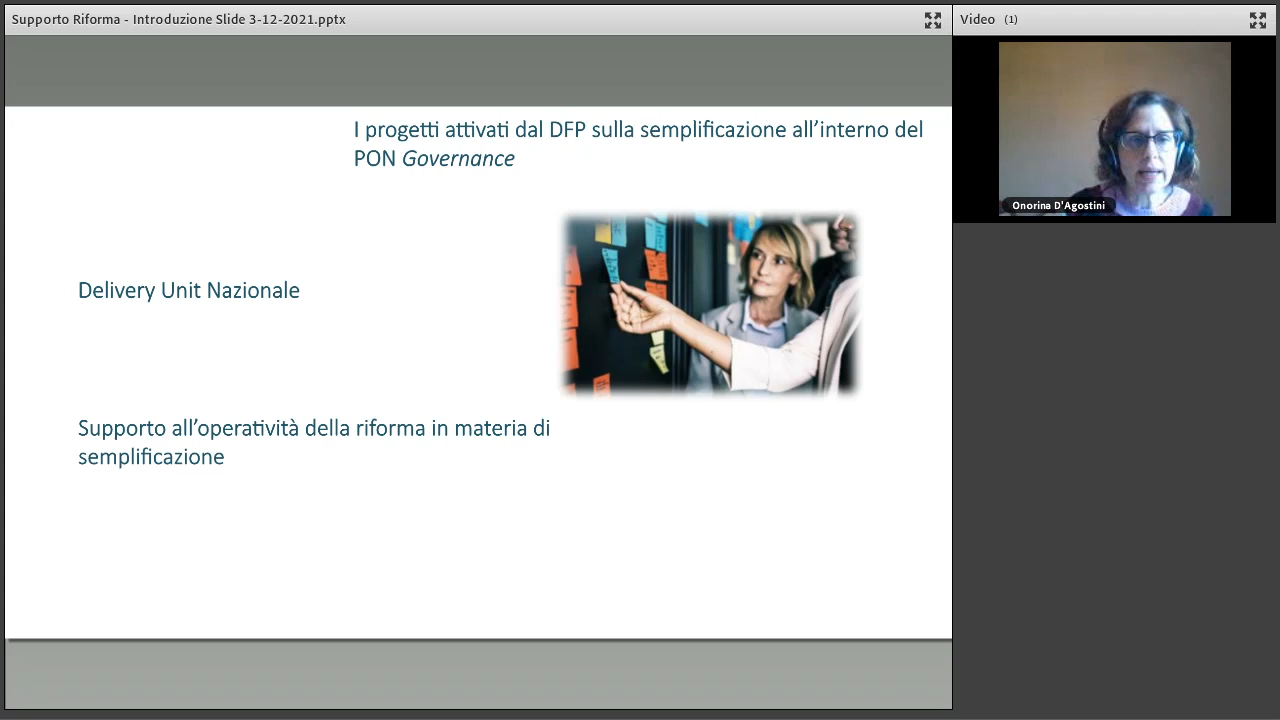 Supporto Riforma - Introduzione Slide 3-12-2021.pptx
Video (1)
I progetti attivati dal DFP sulla semplificazione all’interno del
PON Governance
Onorina D'Agostini
Delivery Unit Nazionale
Supporto all’operatività della riforma in materia di
semplificazione